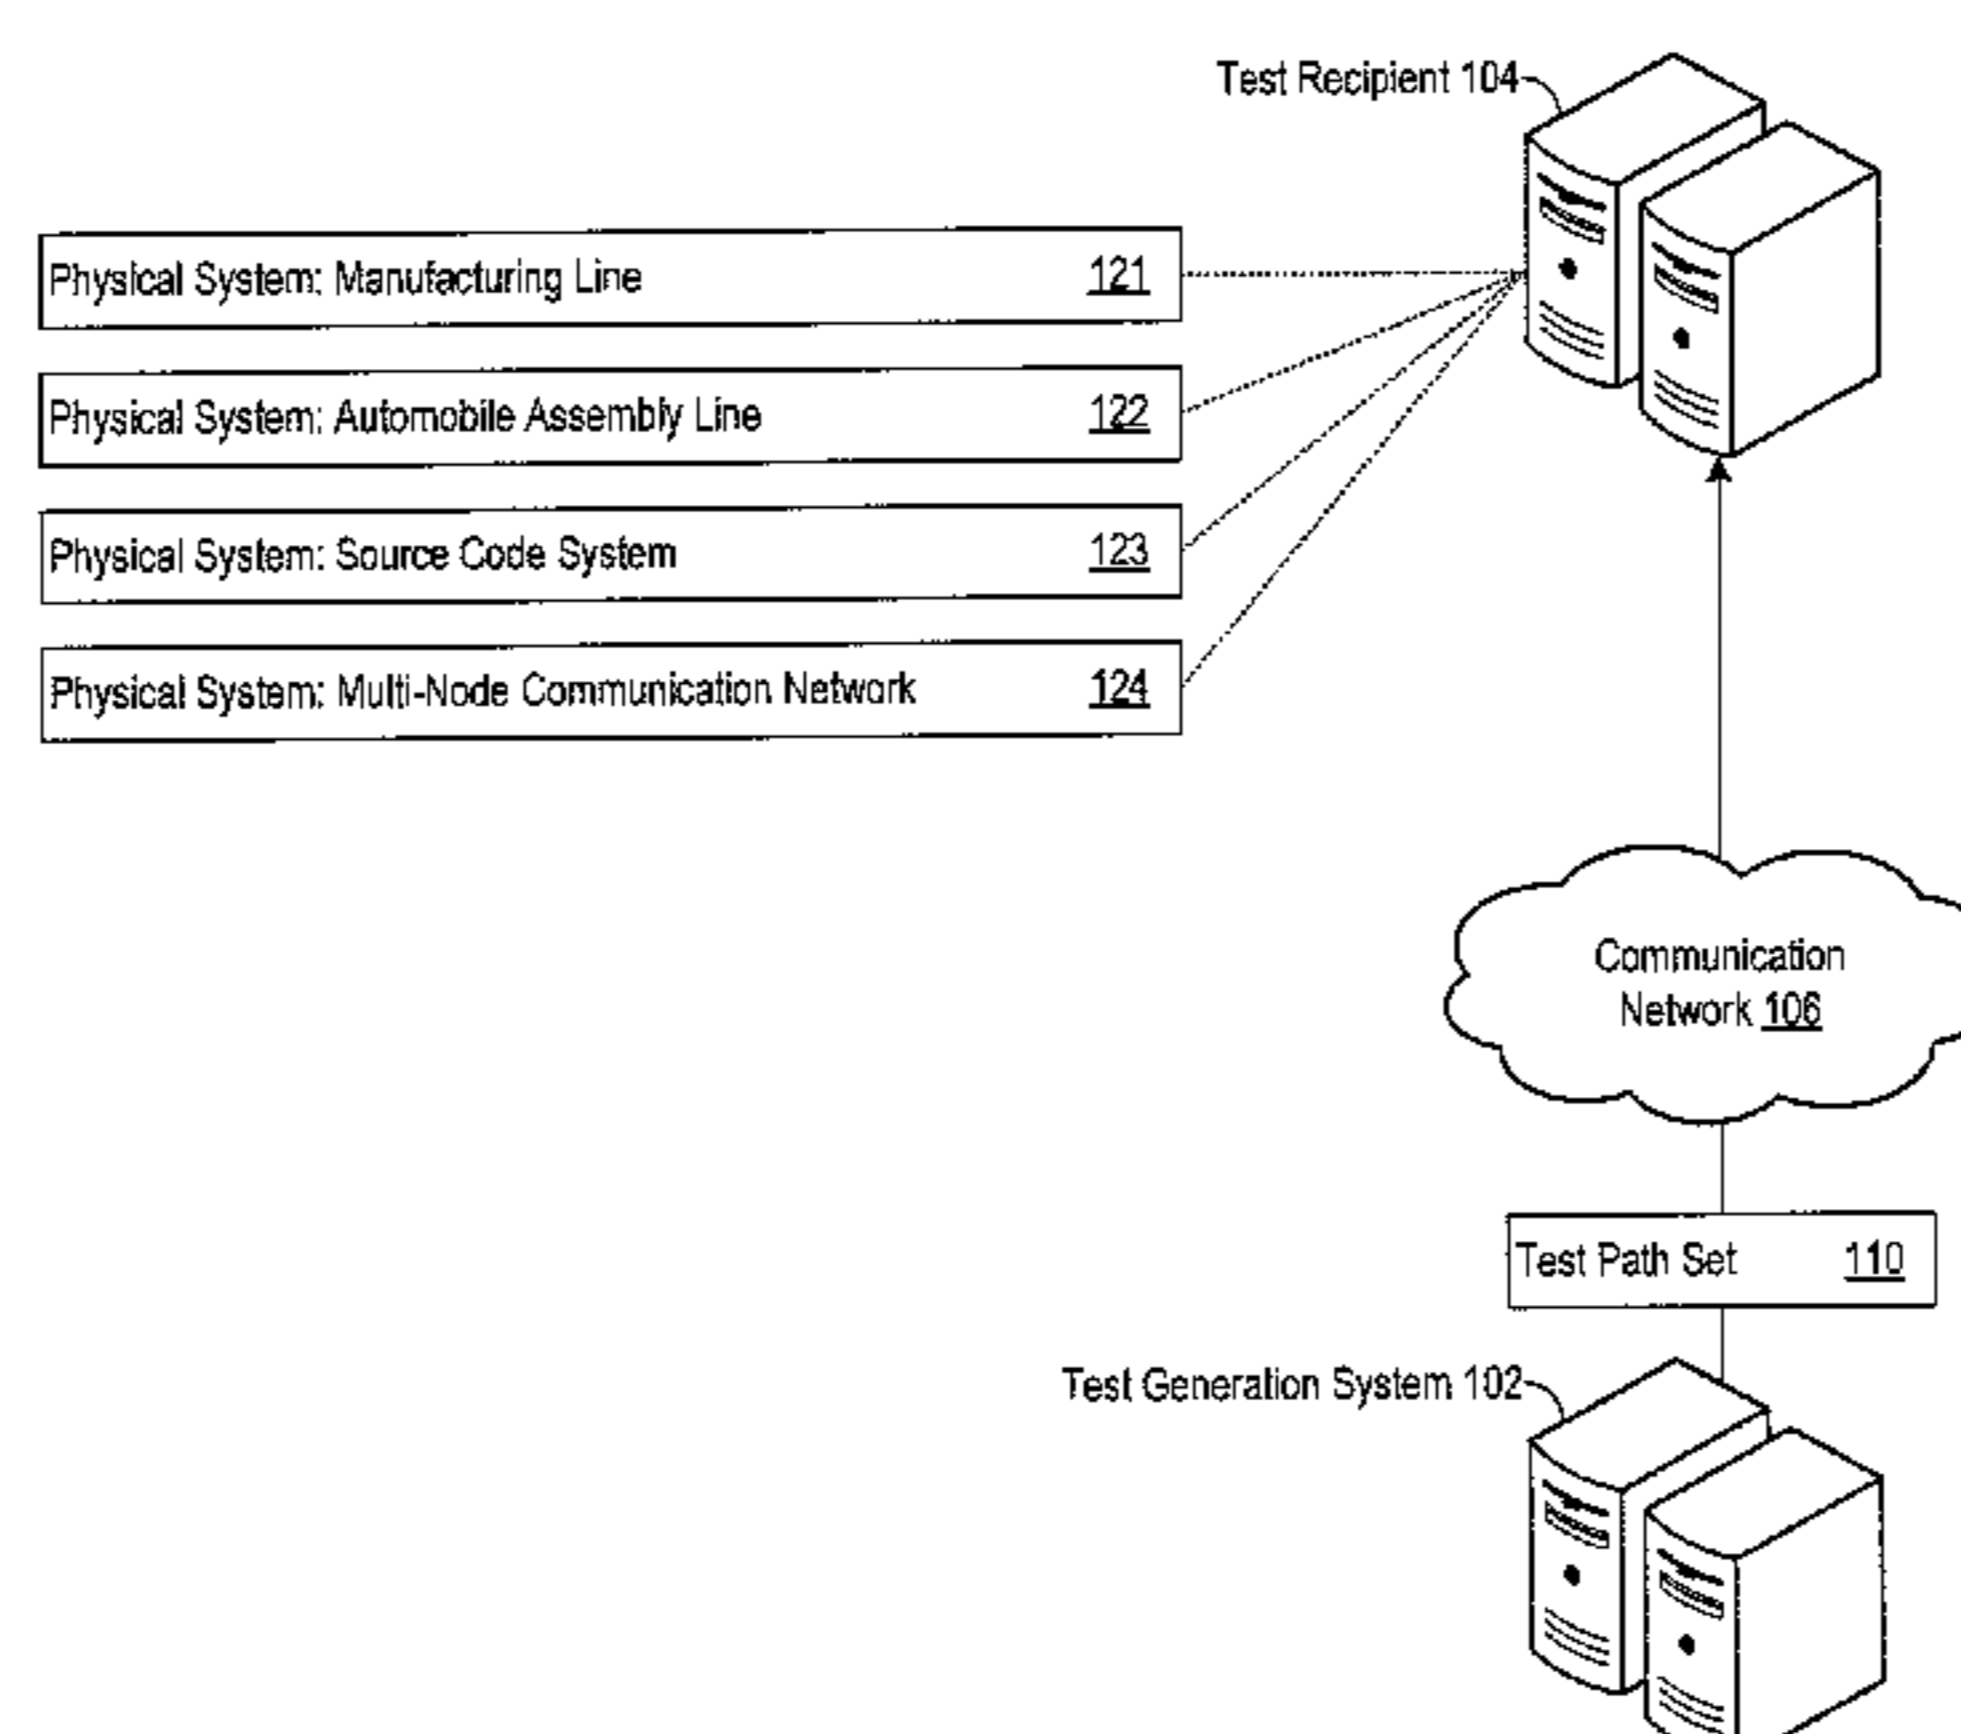 Test Recipient 104
Physical System: Manufacturing Line 121
Physical System: Automobile Assembly Line 122
Physical System: Source Code System 123
Physical System: Multi-Node Communication Network 124
Communication
Network 106
Test Path Set 110
Test Generation System 102